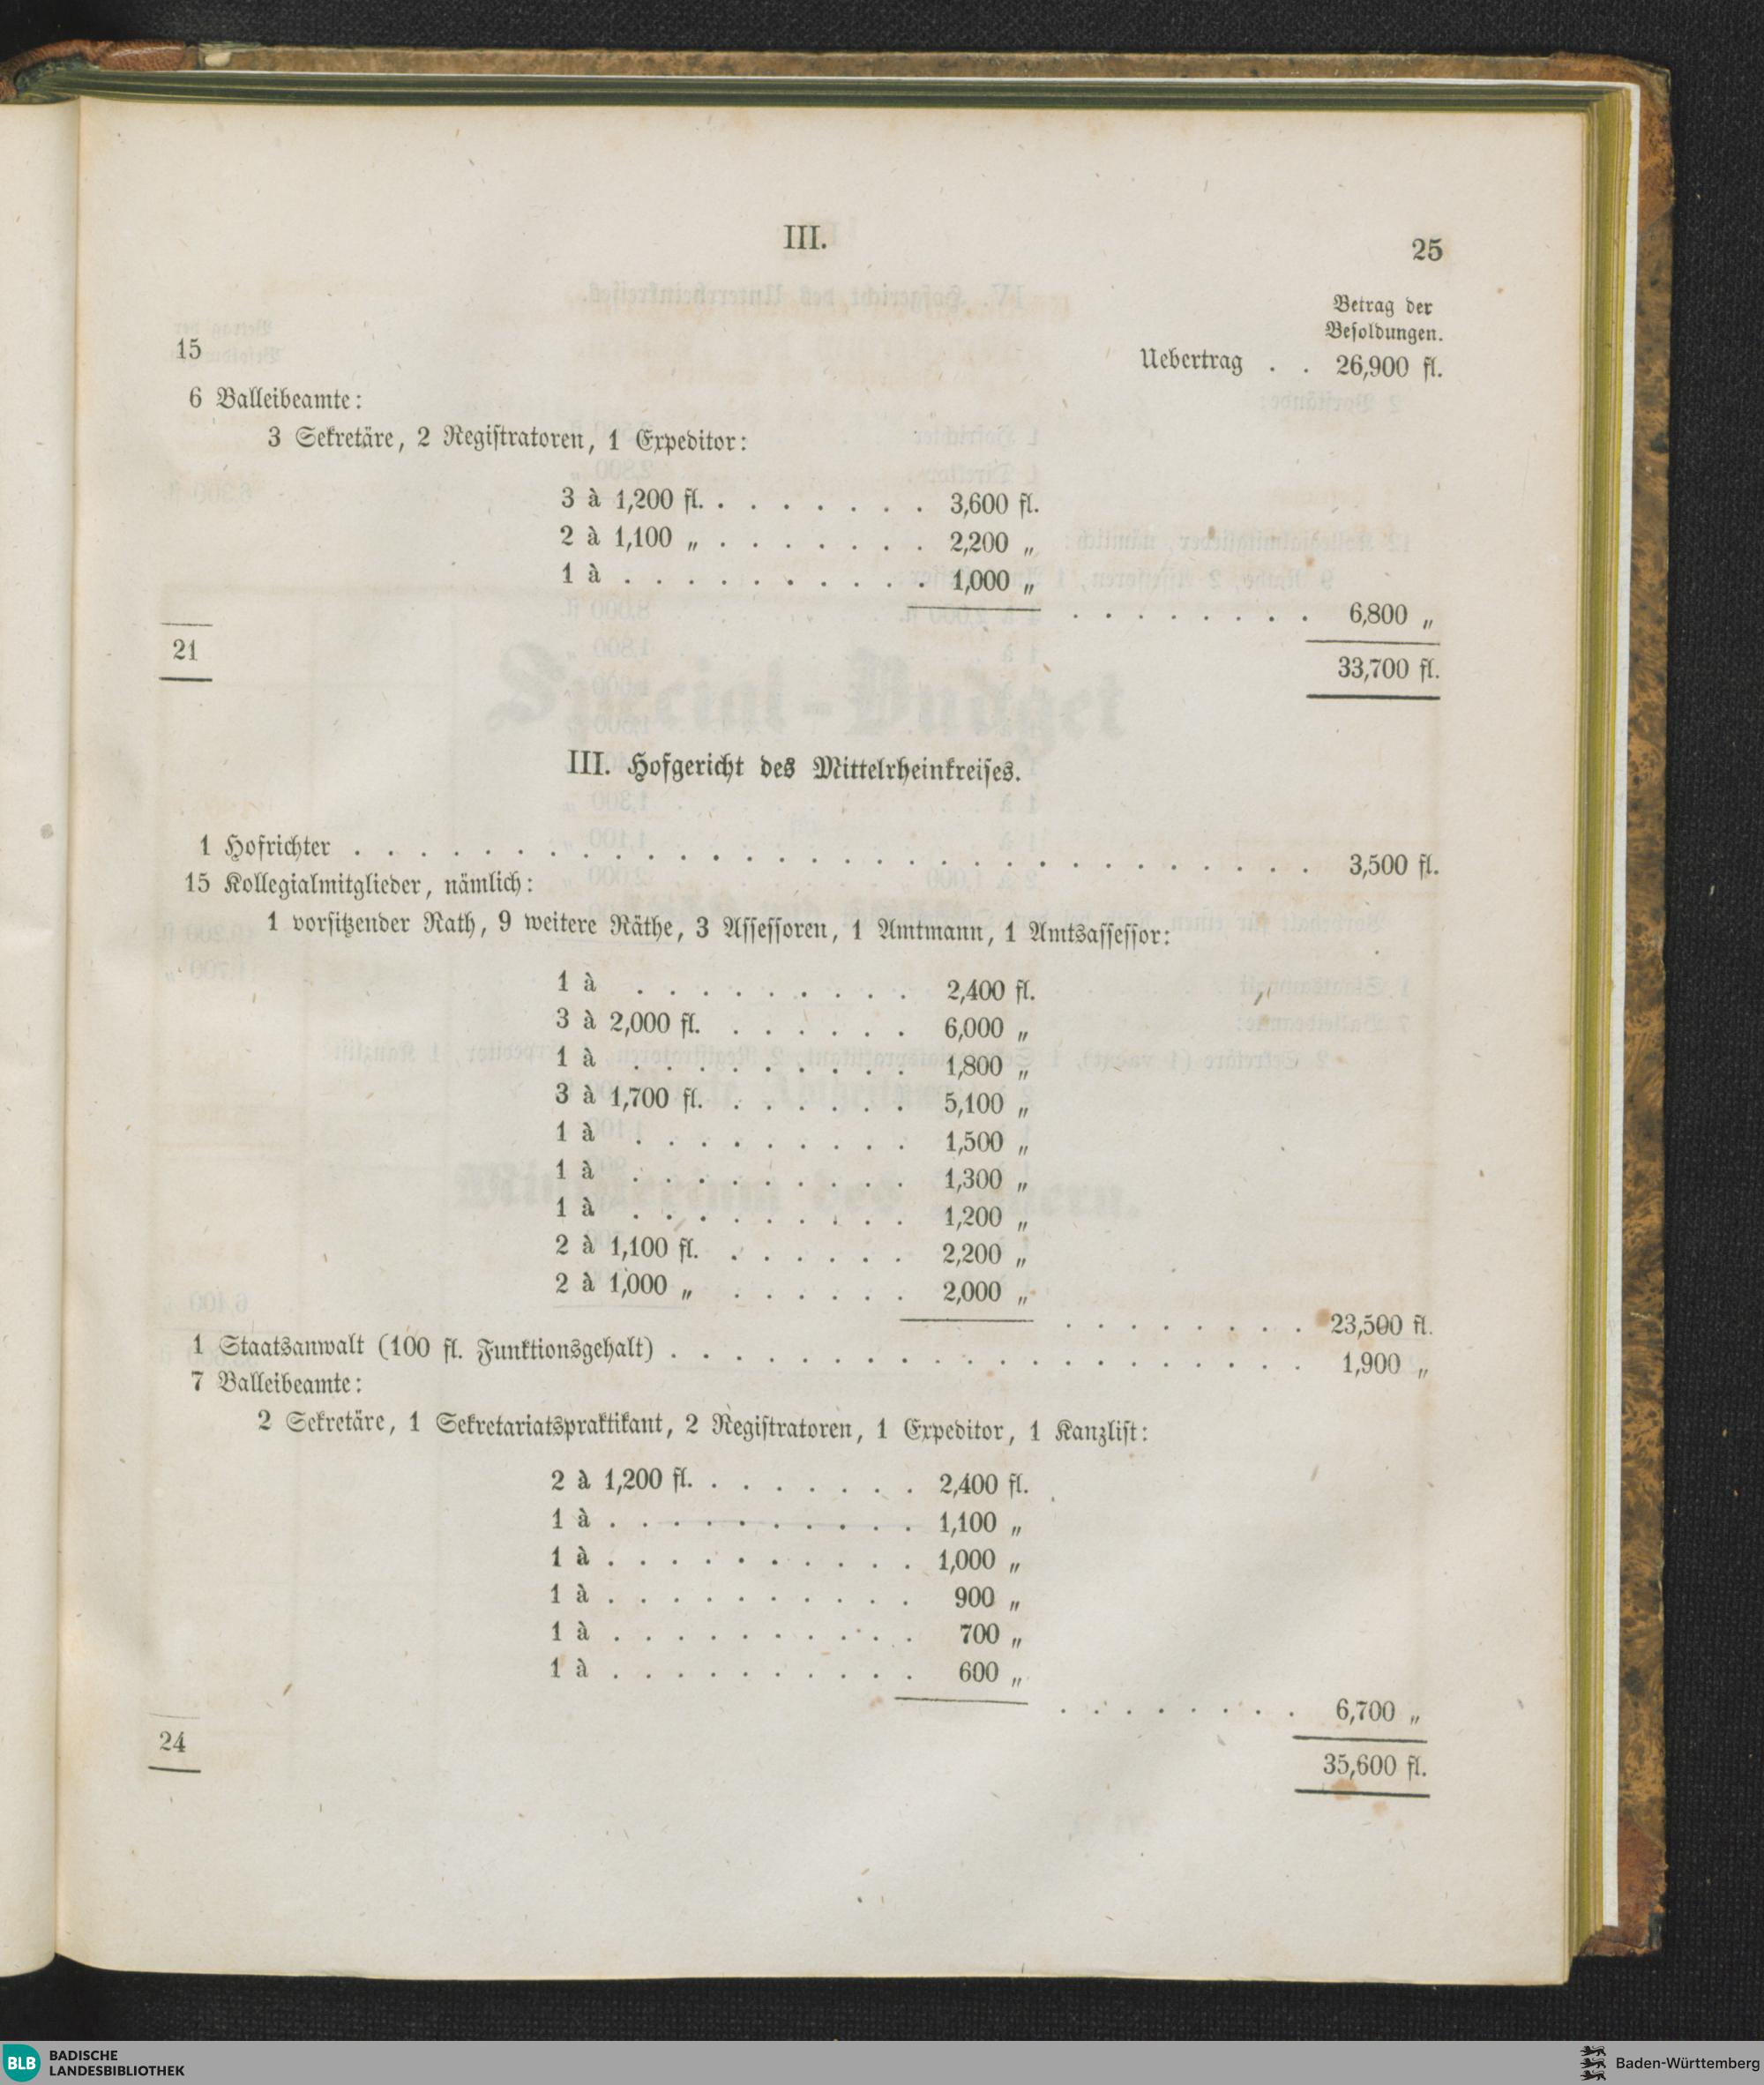 III.
25
Betrag der
Besoldungen.
15 Uebertrag . . 26,900 fl.
6 Balleibeamte:
3 Sekretäre, 2 Registratoren, 1 Expeditor:
3 à 1,200 fl. . . . . . . . 3,600 fl.
2 à 1,100 „ . . . . . . . 2,200 „
1 à . . . . . . . . . . 1,000 „
. . . . . . . . 6,800 „
21 33,700 fl.
III. Hofgericht des Mittelrheinkreises.
1 Hofrichter . . . . . . . . . . . . . . . . . . . . . . . . . . . . . . 3,500 fl.
15 Kollegialmitglieder, nämlich:
1 vorsitzender Rath, 9 weitere Räthe, 3 Assessoren, 1 Amtmann, 1 Amtsassessor:
1 à . . . . . . . . . 2,400 fl.
3 à 2,000 fl. . . . . . . 6,000 „
1 à . . . . . . . . . 1,800 „
3 à 1,700 fl. . . . . . . 5,100 „
1 à . . . . . . . . . 1,500 „
1 à . . . . . . . . . 1,300 „
1 à . . . . . . . . . 1,200 „
2 à 1,100 fl. . . . . . . 2,200 „
2 à 1,000 „ . . . . . . 2,000 „
. . . . . . . . 23,500 fl.
1 Staatsanwalt (100 fl. Funktionsgehalt) . . . . . . . . . . . . . . . . . . . . 1,900 „
7 Balleibeamte:
2 Sekretäre, 1 Sekretariatspraktikant, 2 Registratoren, 1 Expeditor, 1 Kanzlist:
2 à 1,200 fl. . . . . . . . 2,400 fl.
1 à . . . . . . . . . . 1,100 „
1 à . . . . . . . . . . 1,000 „
1 à . . . . . . . . . . 900 „
1 à . . . . . . . . . . 700 „
1 à . . . . . . . . . . 600 „
. . . . . . . . 6,700 „
24 35,600 fl.
BLB BADISCHE
LANDESBIBLIOTHEK
Baden-Württemberg